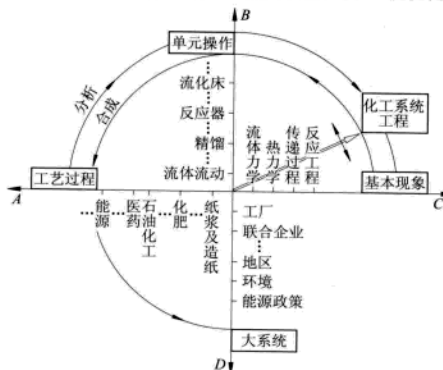 B
单元操作
分析
合成
流化床
反应器
精馏
流体流动
流体力学
热力学
传递过程
反应工程
化工系统
工程
工艺过程
基本现象
A
C
能源
医药
石油化工
化肥
纸浆及造纸
工厂
联合企业
地区
环境
能源政策
大系统
D